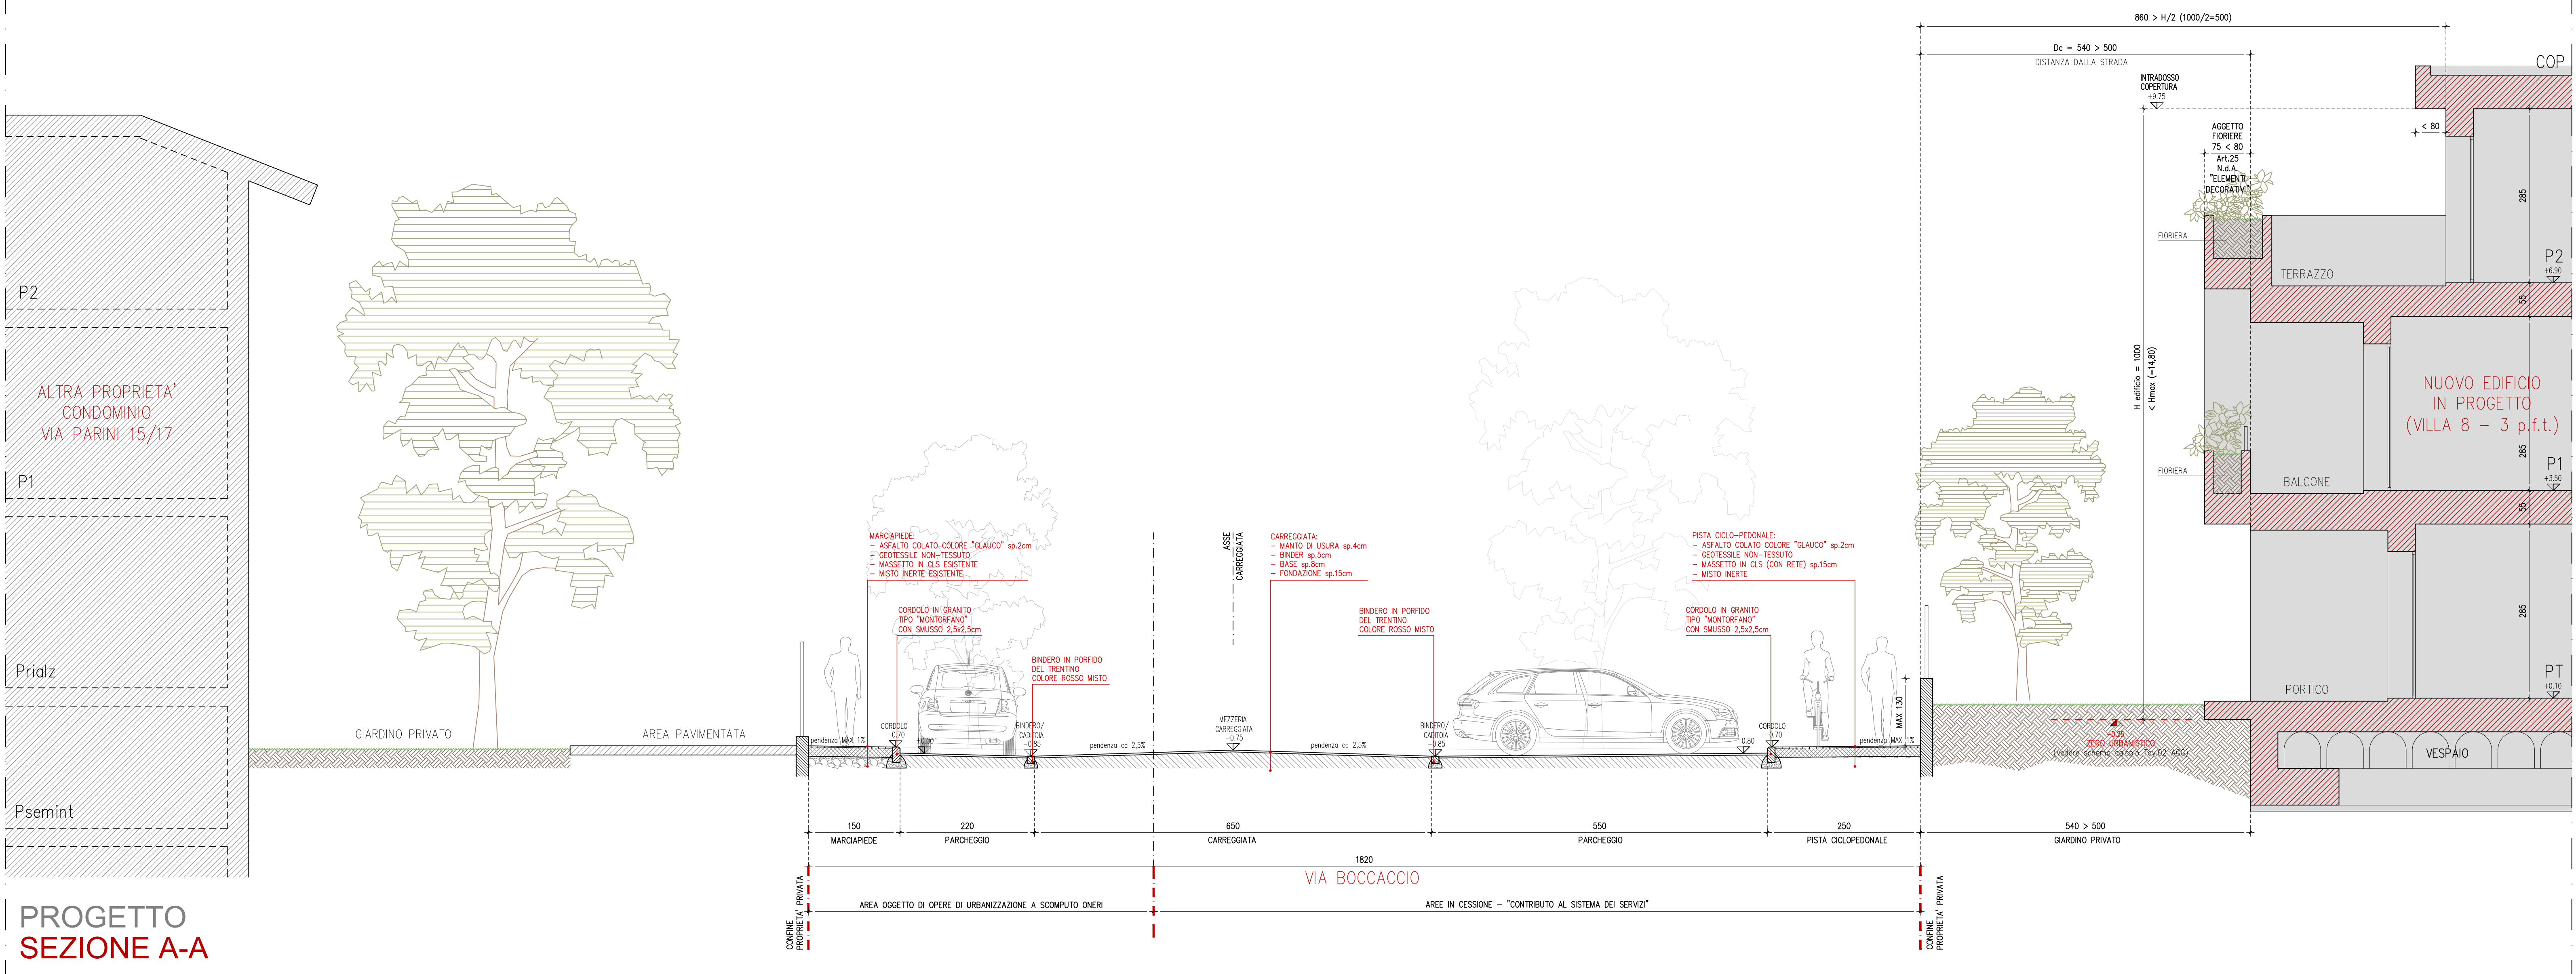 860 > H/2 (1000/2=500)
Dc = 540 > 500
DISTANZA DALLA STRADA
COP
INTRADOSSO
COPERTURA
+9.75
< 80
AGGETTO
FIORIERE
75 < 80
Art.25
N.d.A.
"ELEMENTI
DECORATIVI"
285
FIORIERA
TERRAZZO
P2
+6.90
55
P2
H edificio = 1000
< Hmax (=14,80)
ALTRA PROPRIETA'
CONDOMINIO
VIA PARINI 15/17
NUOVO EDIFICIO
IN PROGETTO
(VILLA 8 - 3 p.f.t.)
285
P1
FIORIERA
BALCONE
P1
+3.50
55
MARCIAPIEDE:
- ASFALTO COLATO COLORE "GLAUCO" sp.2cm
- GEOTESSILE NON-TESSUTO
- MASSETTO IN CLS ESISTENTE
- MISTO INERTE ESISTENTE
ASSE
CARREGGIATA
CARREGGIATA:
- MANTO DI USURA sp.4cm
- BINDER sp.5cm
- BASE sp.8cm
- FONDAZIONE sp.15cm
PISTA CICLO-PEDONALE:
- ASFALTO COLATO COLORE "GLAUCO" sp.2cm
- GEOTESSILE NON-TESSUTO
- MASSETTO IN CLS (CON RETE) sp.15cm
- MISTO INERTE
CORDOLO IN GRANITO
TIPO "MONTORFANO"
CON SMUSSO 2,5x2,5cm
BINDERO IN PORFIDO
DEL TRENTINO
COLORE ROSSO MISTO
BINDERO IN PORFIDO
DEL TRENTINO
COLORE ROSSO MISTO
CORDOLO IN GRANITO
TIPO "MONTORFANO"
CON SMUSSO 2,5x2,5cm
285
Prialz
PT
+0.10
PORTICO
MAX 130
GIARDINO PRIVATO
AREA PAVIMENTATA
pendenza MAX 1%
CORDOLO
-0.70
±0.00
BINDERO/
CADITOIA
-0.85
pendenza ca 2,5%
MEZZERIA
CARREGGIATA
-0.75
pendenza ca 2,5%
BINDERO/
CADITOIA
-0.85
-0.80
CORDOLO
-0.70
pendenza MAX 1%
-0.25
ZERO URBANISTICO
(vedere schema calcolo Tav.02 AGG)
VESPAIO
Psemint
150
MARCIAPIEDE
220
PARCHEGGIO
650
CARREGGIATA
550
PARCHEGGIO
250
PISTA CICLOPEDONALE
540 > 500
GIARDINO PRIVATO
1820
VIA BOCCACCIO
CONFINE
PROPRIETA' PRIVATA
AREA OGGETTO DI OPERE DI URBANIZZAZIONE A SCOMPUTO ONERI
AREE IN CESSIONE - "CONTRIBUTO AL SISTEMA DEI SERVIZI"
CONFINE
PROPRIETA' PRIVATA
PROGETTO
SEZIONE A-A